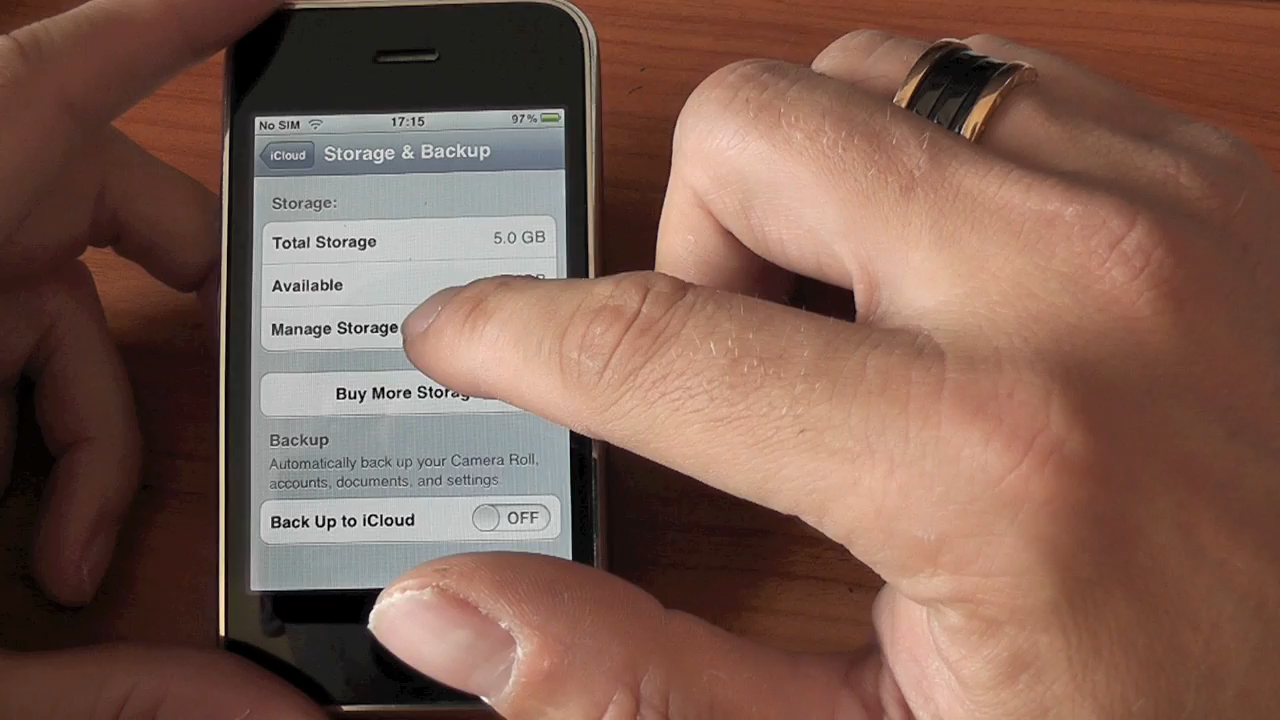 No SIM 17:15 97%
iCloud Storage & Backup
Storage:
Total Storage 5.0 GB
Available
Manage Storage
Buy More Storag
Backup
Automatically back up your Camera Roll,
accounts, documents, and settings
Back Up to iCloud OFF